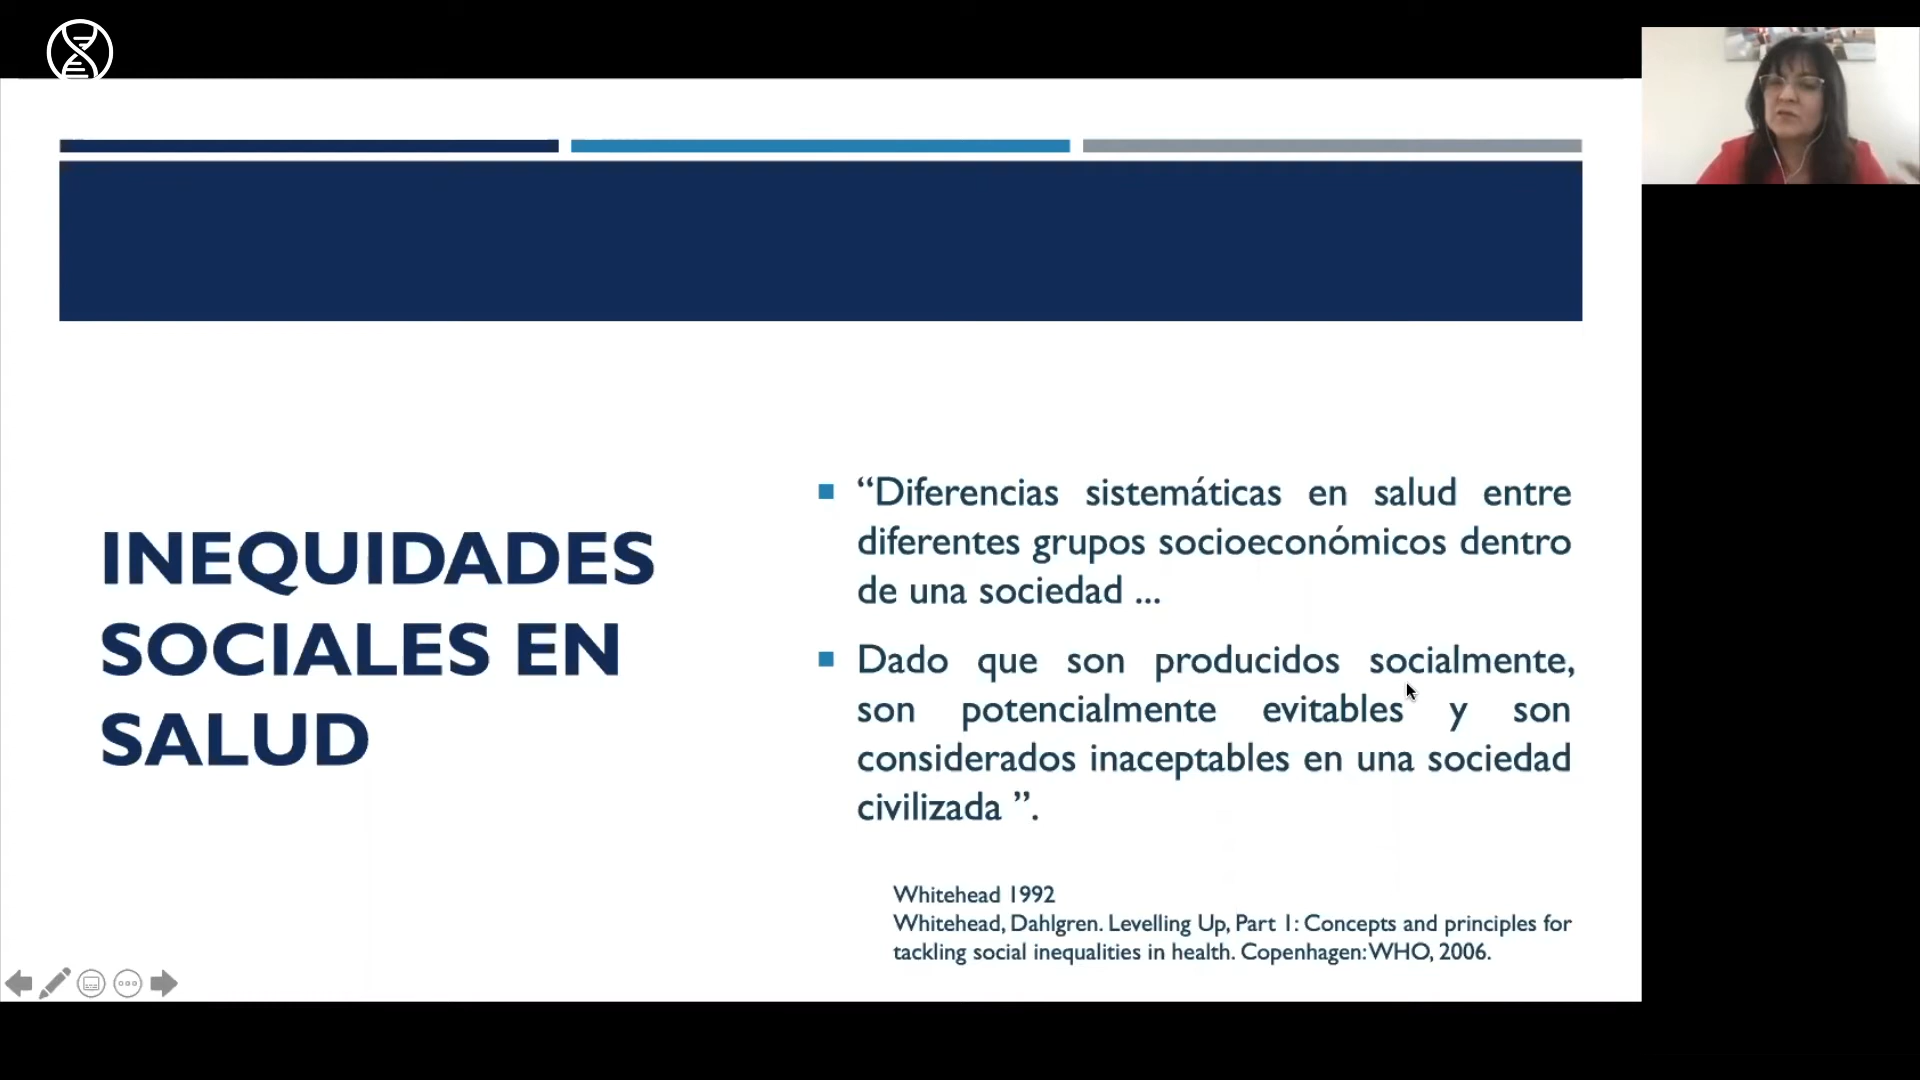 INEQUIDADES
SOCIALES EN
SALUD
“Diferencias sistemáticas en salud entre
diferentes grupos socioeconómicos dentro
de una sociedad ...
Dado que son producidos socialmente,
son potencialmente evitables y son
considerados inaceptables en una sociedad
civilizada ”.
Whitehead 1992
Whitehead, Dahlgren. Levelling Up, Part 1: Concepts and principles for
tackling social inequalities in health. Copenhagen: WHO, 2006.